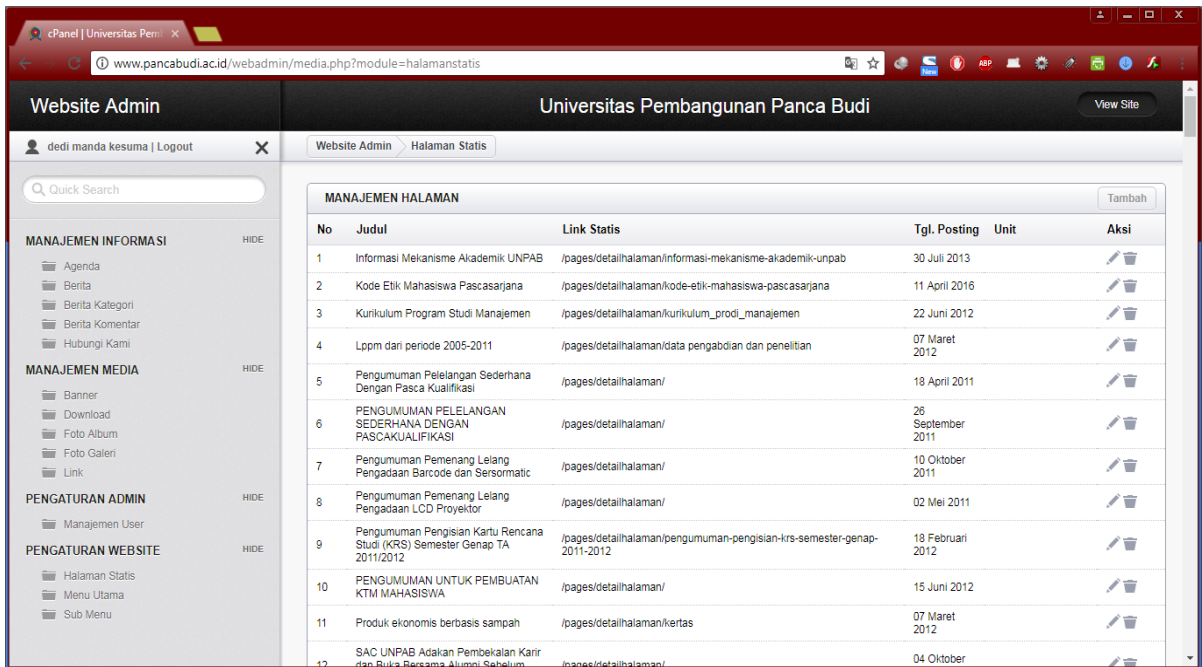 cPanel | Universitas Pem
www.pancabudi.ac.id/webadmin/media.php?module=halamanstatis
New
ABP
Website Admin
Universitas Pembangunan Panca Budi
View Site
dedi manda kesuma | Logout
Website Admin
Halaman Statis
Quick Search
MANAJEMEN INFORMASI HIDE
Agenda
Berita
Berita Kategori
Berita Komentar
Hubungi Kami
MANAJEMEN MEDIA HIDE
Banner
Download
Foto Album
Foto Galeri
Link
PENGATURAN ADMIN HIDE
Manajemen User
PENGATURAN WEBSITE HIDE
Halaman Statis
Menu Utama
Sub Menu
MANAJEMEN HALAMAN Tambah
No Judul Link Statis Tgl. Posting Unit Aksi
1 Informasi Mekanisme Akademik UNPAB /pages/detailhalaman/informasi-mekanisme-akademik-unpab 30 Juli 2013
2 Kode Etik Mahasiswa Pascasarjana /pages/detailhalaman/kode-etik-mahasiswa-pascasarjana 11 April 2016
3 Kurikulum Program Studi Manajemen /pages/detailhalaman/kurikulum_prodi_manajemen 22 Juni 2012
4 Lppm dari periode 2005-2011 /pages/detailhalaman/data pengabdian dan penelitian 07 Maret
2012
5 Pengumuman Pelelangan Sederhana
Dengan Pasca Kualifikasi /pages/detailhalaman/ 18 April 2011
6 PENGUMUMAN PELELANGAN
SEDERHANA DENGAN
PASCAKUALIFIKASI /pages/detailhalaman/ 26
September
2011
7 Pengumuman Pemenang Lelang
Pengadaan Barcode dan Sersormatic /pages/detailhalaman/ 10 Oktober
2011
8 Pengumuman Pemenang Lelang
Pengadaan LCD Proyektor /pages/detailhalaman/ 02 Mei 2011
9 Pengumuman Pengisian Kartu Rencana
Studi (KRS) Semester Genap TA
2011/2012 /pages/detailhalaman/pengumuman-pengisian-krs-semester-genap-
2011-2012 18 Februari
2012
10 PENGUMUMAN UNTUK PEMBUATAN
KTM MAHASISWA /pages/detailhalaman/ 15 Juni 2012
11 Produk ekonomis berbasis sampah /pages/detailhalaman/kertas 07 Maret
2012
12 SAC UNPAB Adakan Pembekalan Karir
dan Buka Bersama Alumni Sebelum /pages/detailhalaman/ 04 Oktober